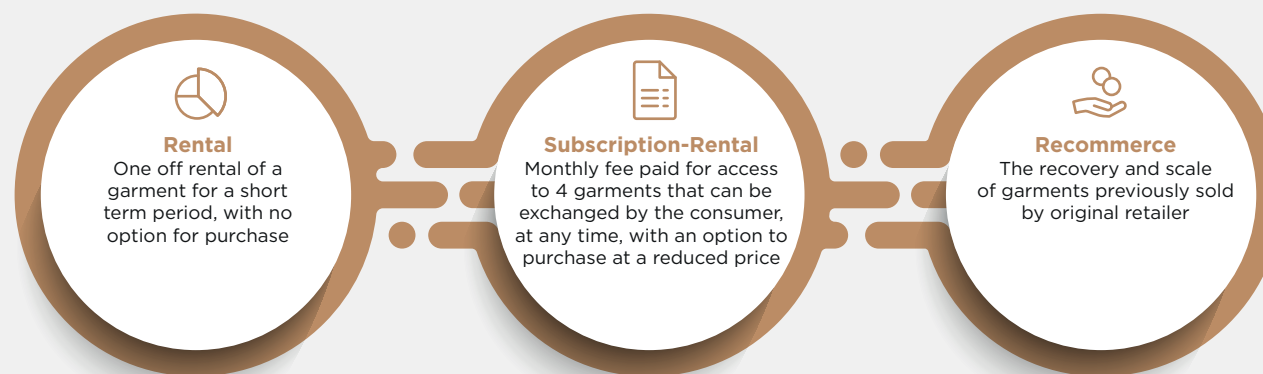 Rental
One off rental of a
garment for a short
term period, with no
option for purchase
Subscription-Rental
Monthly fee paid for access
to 4 garments that can be
exchanged by the consumer,
at any time, with an option to
purchase at a reduced price
Recommerce
The recovery and scale
of garments previously sold
by original retailer